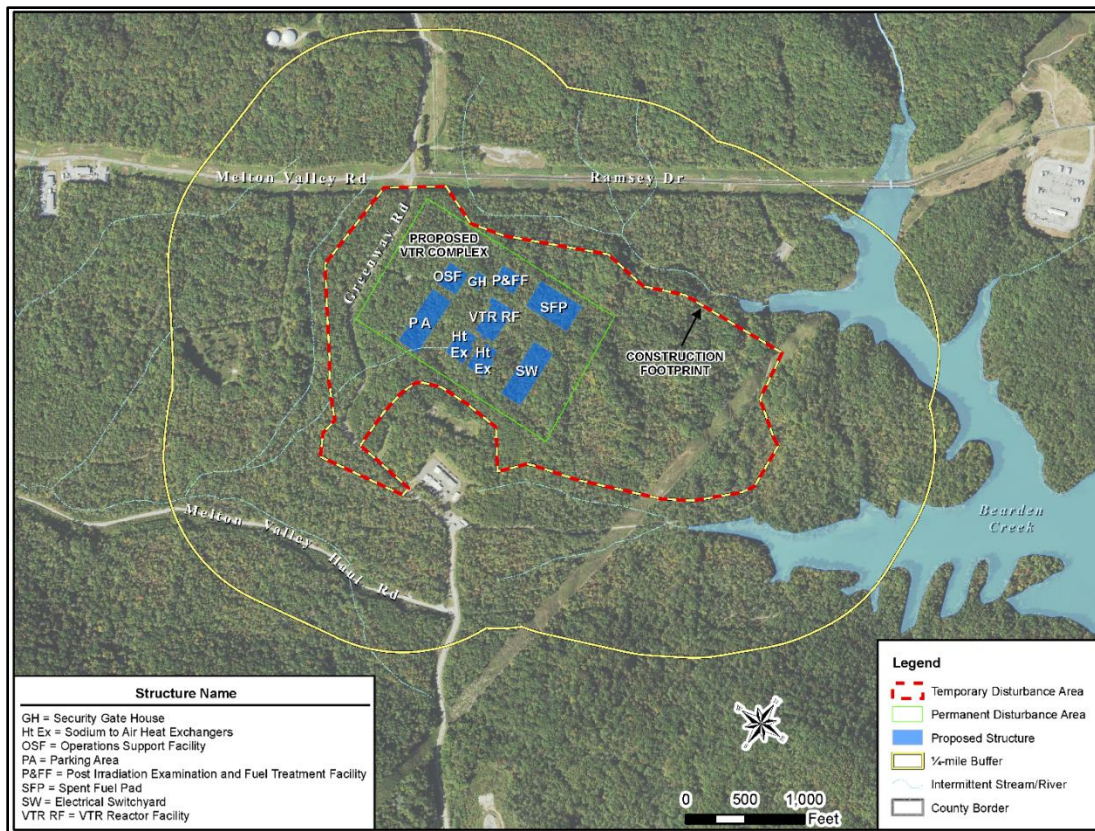 Melton Valley Rd
Ramsey Dr
Greenway Rd
PROPOSED
VTR COMPLEX
OSF
GH
P&FF
SFP
PA
VTR RF
Ht
Ex
Ht
Ex
SW
CONSTRUCTION
FOOTPRINT
Melton Valley Haul Rd
Bearden
Creek
Structure Name
GH = Security Gate House
Ht Ex = Sodium to Air Heat Exchangers
OSF = Operations Support Facility
PA = Parking Area
P&FF = Post Irradiation Examination and Fuel Treatment Facility
SFP = Spent Fuel Pad
SW = Electrical Switchyard
VTR RF = VTR Reactor Facility
0 500 1,000
Feet
Legend
Temporary Disturbance Area
Permanent Disturbance Area
Proposed Structure
¼-mile Buffer
Intermittent Stream/River
County Border